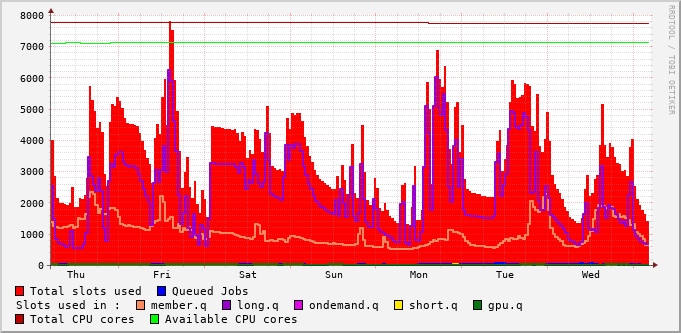 8000
7000
6000
5000
4000
3000
2000
1000
0
Thu Fri Sat Sun Mon Tue Wed
RRDTOOL / TOBI OETIKER
Total slots used Queued Jobs
Slots used in : member.q long.q ondemand.q short.q gpu.q
Total CPU cores Available CPU cores